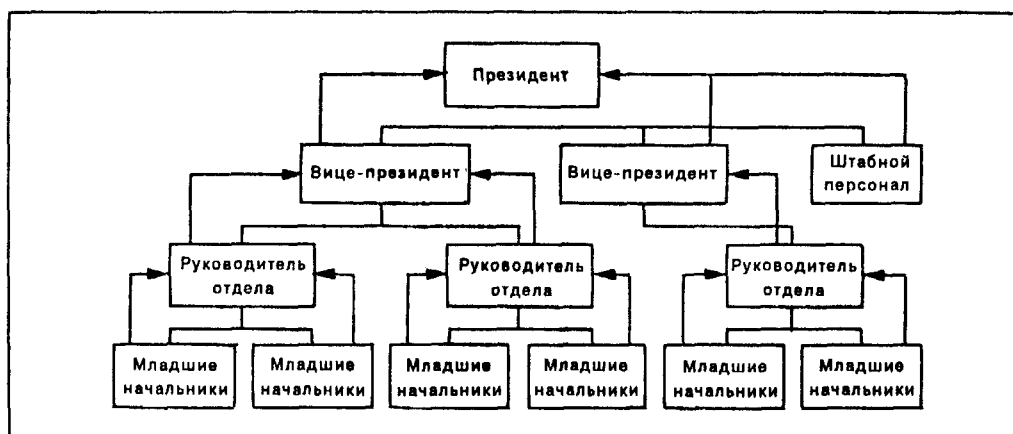 Президент
Вице-президент
Вице-президент
Штабной
персонал
Руководитель
отдела
Руководитель
отдела
Руководитель
отдела
Младшие
начальники
Младшие
начальники
Младшие
начальники
Младшие
начальники
Младшие
начальники
Младшие
начальники